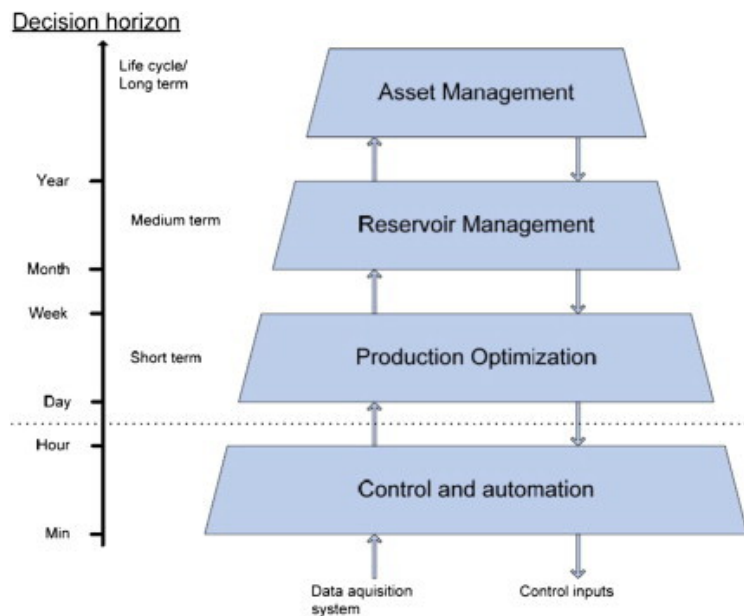 Decision horizon
Life cycle/
Long term
Asset Management
Year
Medium term
Reservoir Management
Month
Week
Short term
Production Optimization
Day
Hour
Control and automation
Min
Data aquisition
system
Control inputs